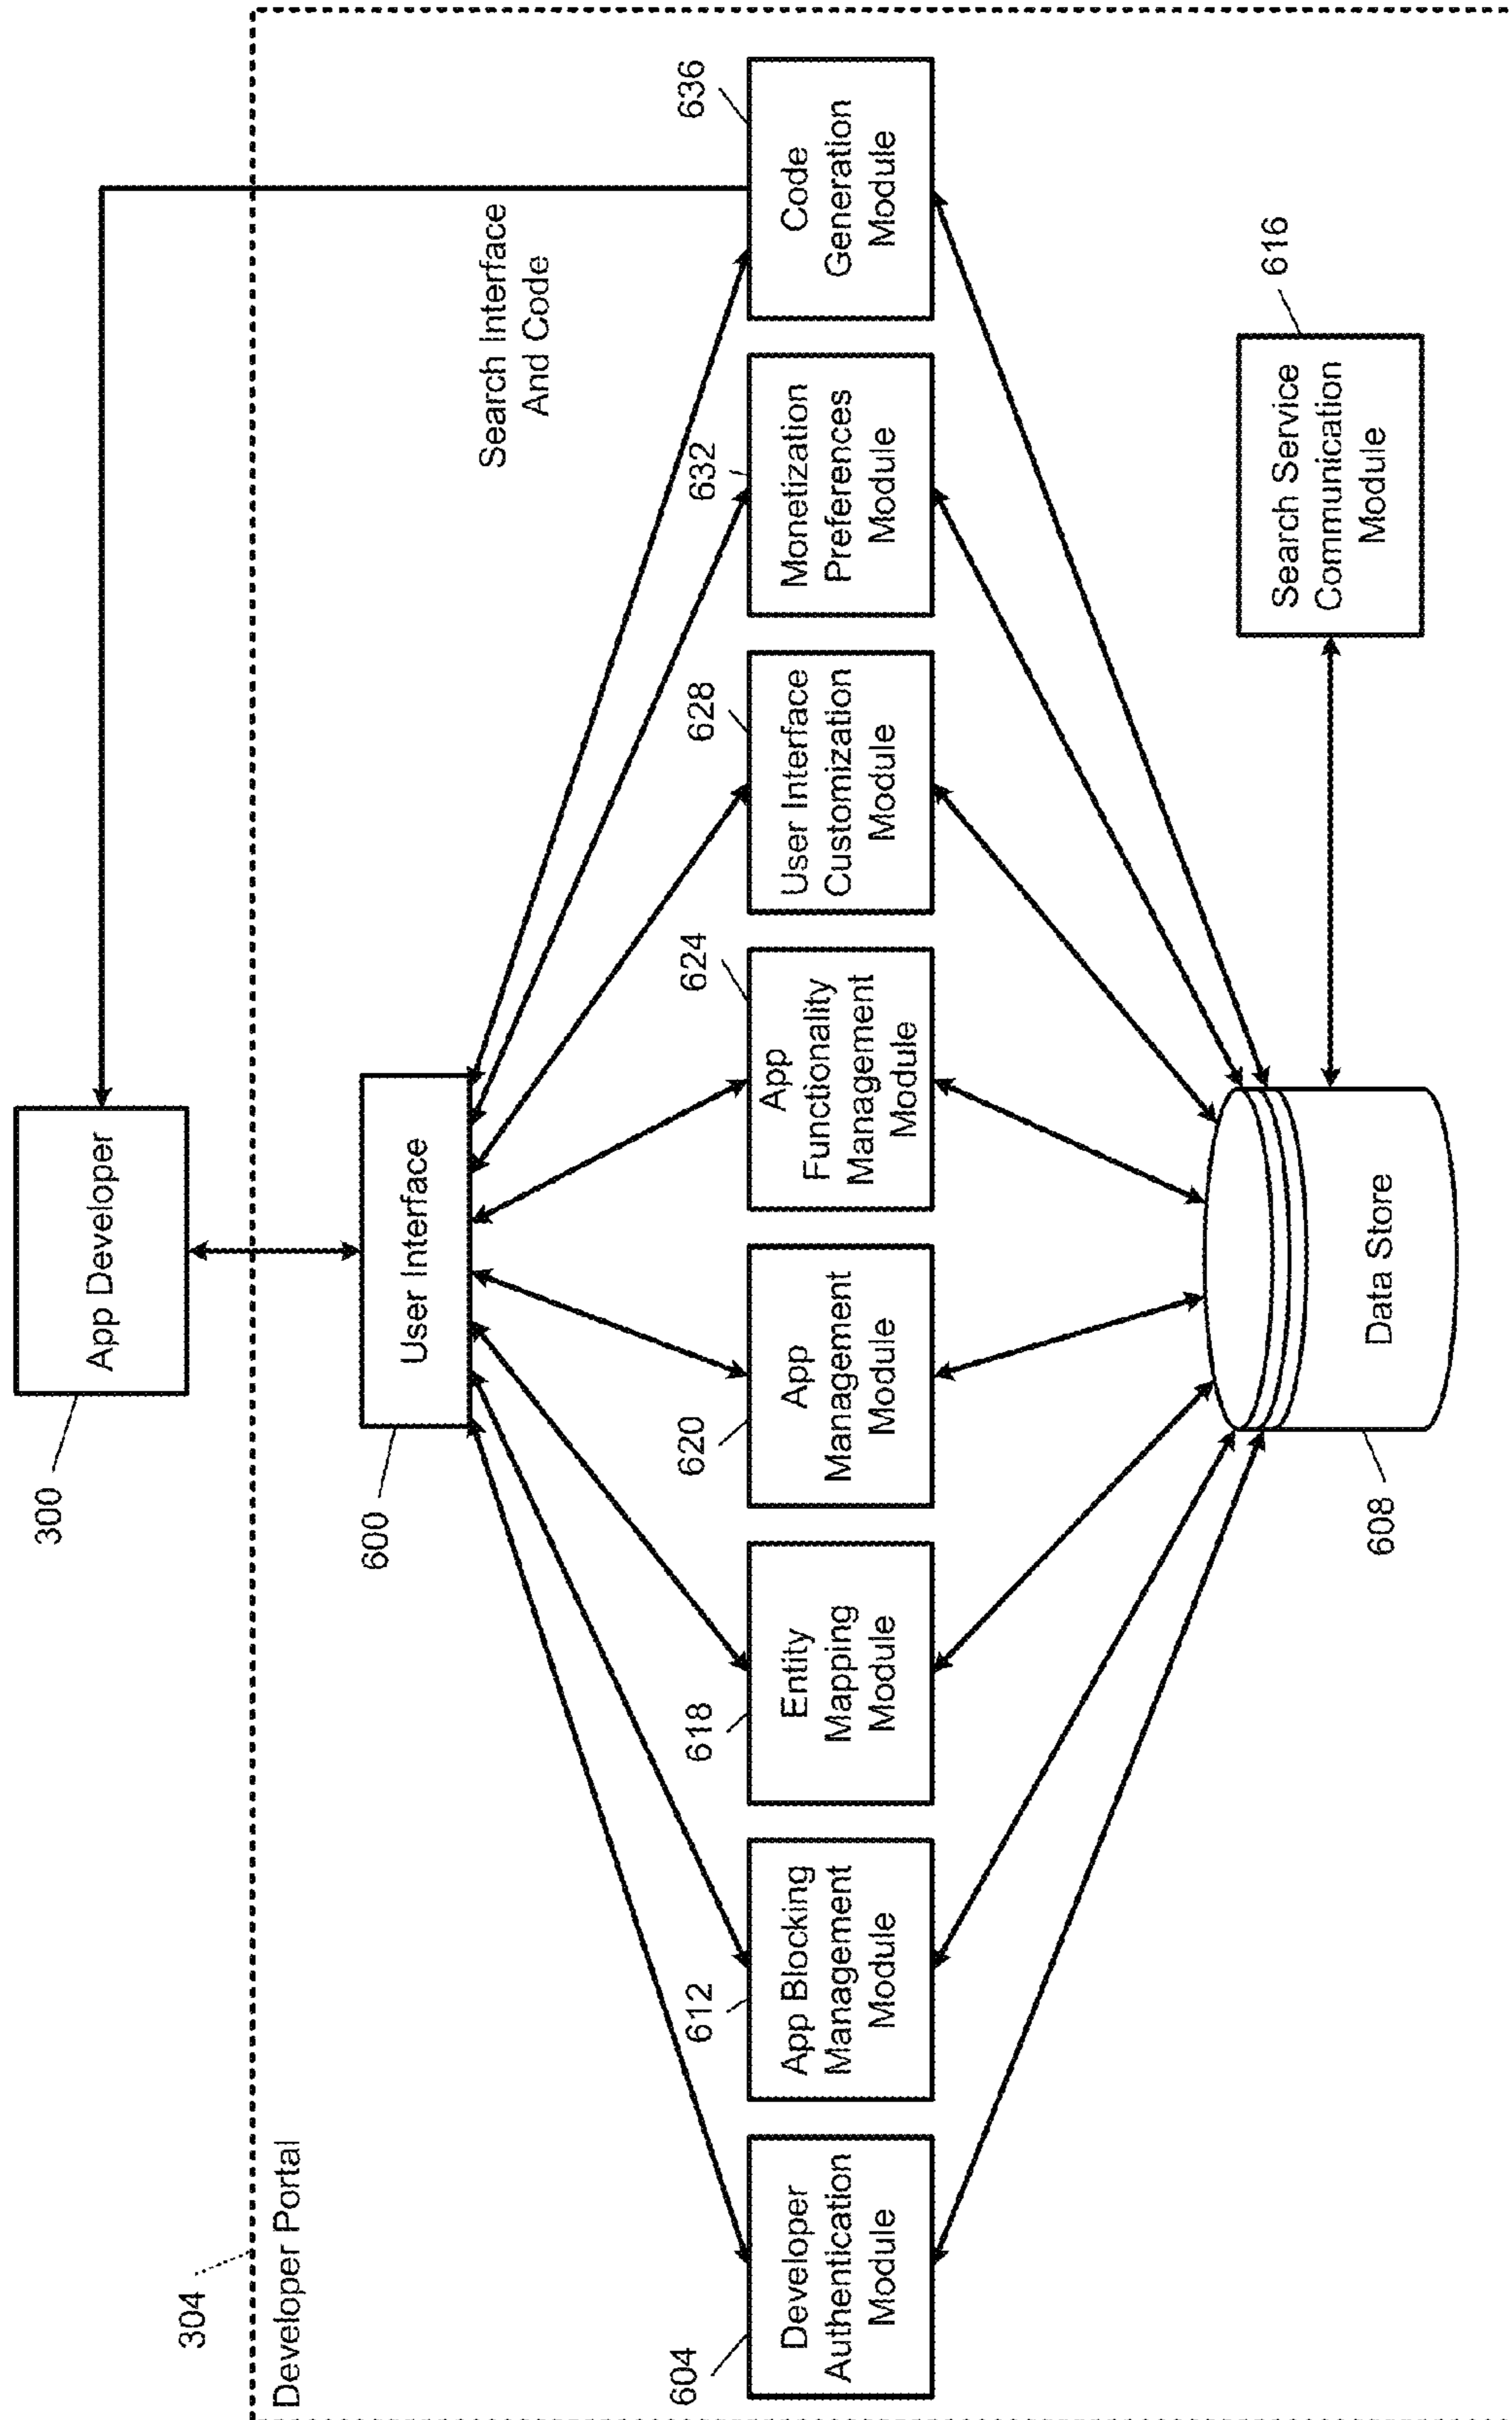 300
App Developer
304
Developer Portal
600
User Interface
Search Interface
And Code
604
Developer
Authentication
Module
612
App Blocking
Management
Module
618
Entity
Mapping
Module
620
App
Management
Module
624
App
Functionality
Management
Module
628
User Interface
Customization
Module
632
Monetization
Preferences
Module
636
Code
Generation
Module
608
Data Store
616
Search Service
Communication
Module